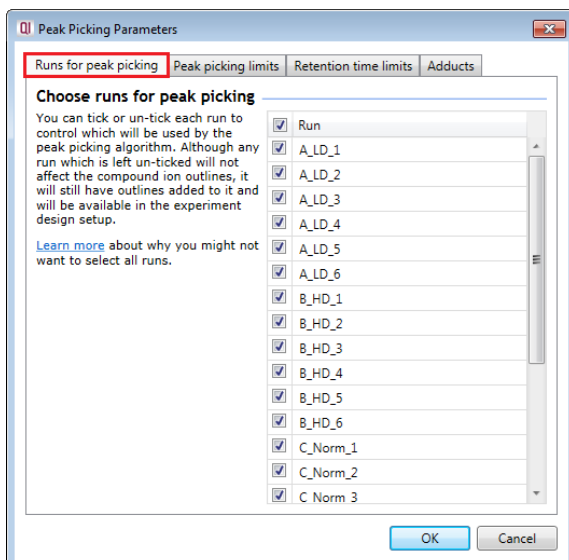 QI Peak Picking Parameters
Runs for peak picking Peak picking limits Retention time limits Adducts
Choose runs for peak picking
You can tick or un-tick each run to
control which will be used by the
peak picking algorithm. Although any
run which is left un-ticked will not
affect the compound ion outlines, it
will still have outlines added to it and
will be available in the experiment
design setup.
Learn more about why you might not
want to select all runs.
Run
A_LD_1
A_LD_2
A_LD_3
A_LD_4
A_LD_5
A_LD_6
B_HD_1
B_HD_2
B_HD_3
B_HD_4
B_HD_5
B_HD_6
C_Norm_1
C_Norm_2
C_Norm_3
OK Cancel